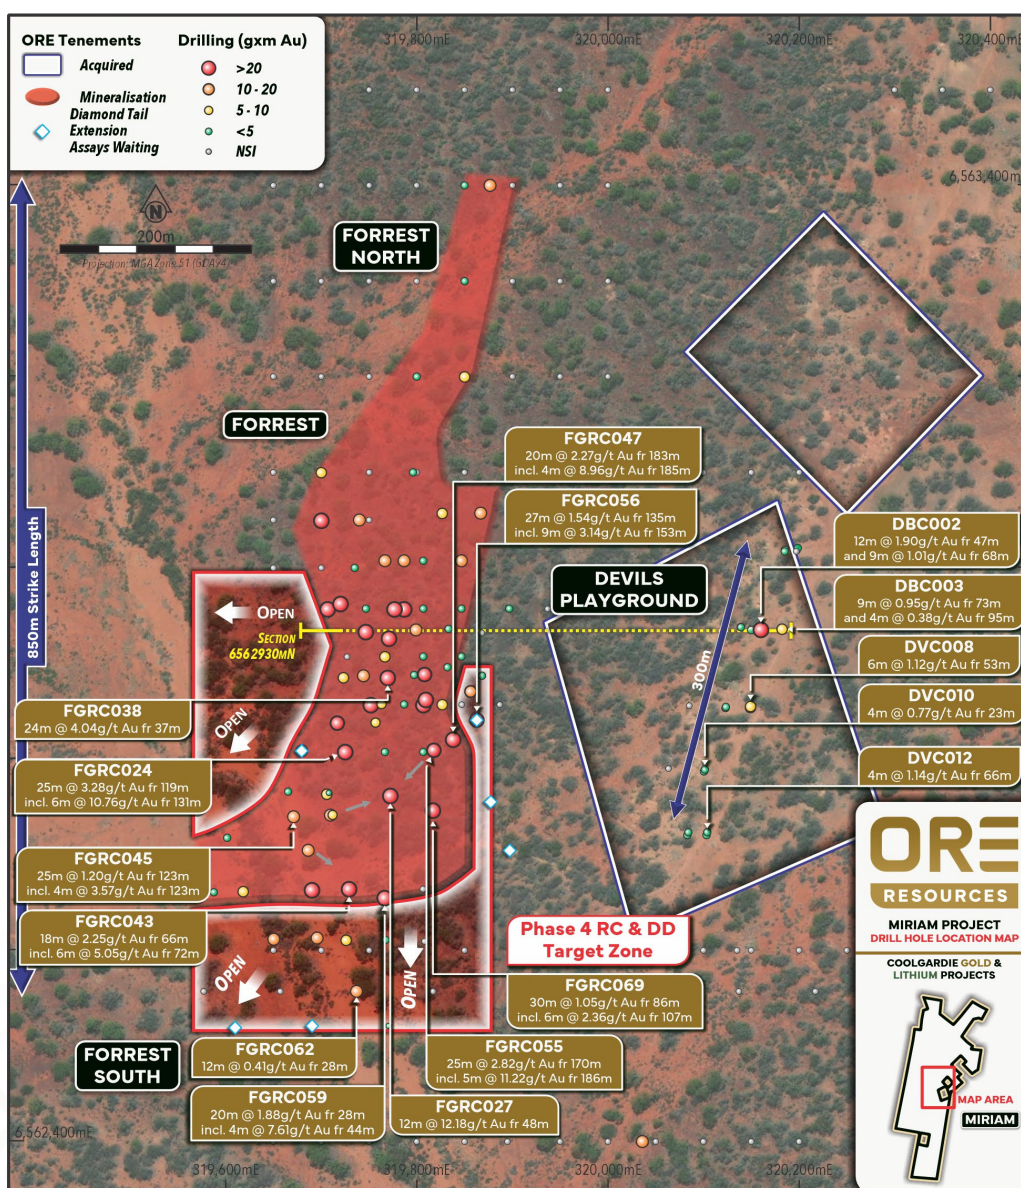 ORE Tenements
Acquired
Mineralisation
Diamond Tail
Extension
Assays Waiting
Drilling (gxm Au)
>20
10 - 20
5 - 10
<5
NSI
319,800mE
320,000mE
320,200mE
320,400mE
6,563,400mN
N
200m
Projection: MGA Zone 51 (GDA94)
FORREST
NORTH
FORREST
850m Strike Length
FGRC047
20m @ 2.27g/t Au fr 183m
incl. 4m @ 8.96g/t Au fr 185m
FGRC056
27m @ 1.54g/t Au fr 135m
incl. 9m @ 3.14g/t Au fr 153m
DBC002
12m @ 1.90g/t Au fr 47m
and 9m @ 1.01g/t Au fr 68m
DEVILS
PLAYGROUND
DBC003
9m @ 0.95g/t Au fr 73m
and 4m @ 0.38g/t Au fr 95m
OPEN
SECTION
6562930mN
300m
DVC008
6m @ 1.12g/t Au fr 53m
DVC010
4m @ 0.77g/t Au fr 23m
DVC012
4m @ 1.14g/t Au fr 66m
FGRC038
24m @ 4.04g/t Au fr 37m
OPEN
FGRC024
25m @ 3.28g/t Au fr 119m
incl. 6m @ 10.76g/t Au fr 131m
FGRC045
25m @ 1.20g/t Au fr 123m
incl. 4m @ 3.57g/t Au fr 123m
FGRC043
18m @ 2.25g/t Au fr 66m
incl. 6m @ 5.05g/t Au fr 72m
OPEN
OPEN
Phase 4 RC & DD
Target Zone
FGRC069
30m @ 1.05g/t Au fr 86m
incl. 6m @ 2.36g/t Au fr 107m
FORREST
SOUTH
FGRC062
12m @ 0.41g/t Au fr 28m
FGRC055
25m @ 2.82g/t Au fr 170m
incl. 5m @ 11.22g/t Au fr 186m
FGRC059
20m @ 1.88g/t Au fr 28m
incl. 4m @ 7.61g/t Au fr 44m
FGRC027
12m @ 12.18g/t Au fr 48m
6,562,400mN
319,600mE
319,800mE
320,000mE
320,200mE
ORE
RESOURCES
MIRIAM PROJECT
DRILL HOLE LOCATION MAP
COOLGARDIE GOLD &
LITHIUM PROJECTS
MAP AREA
MIRIAM